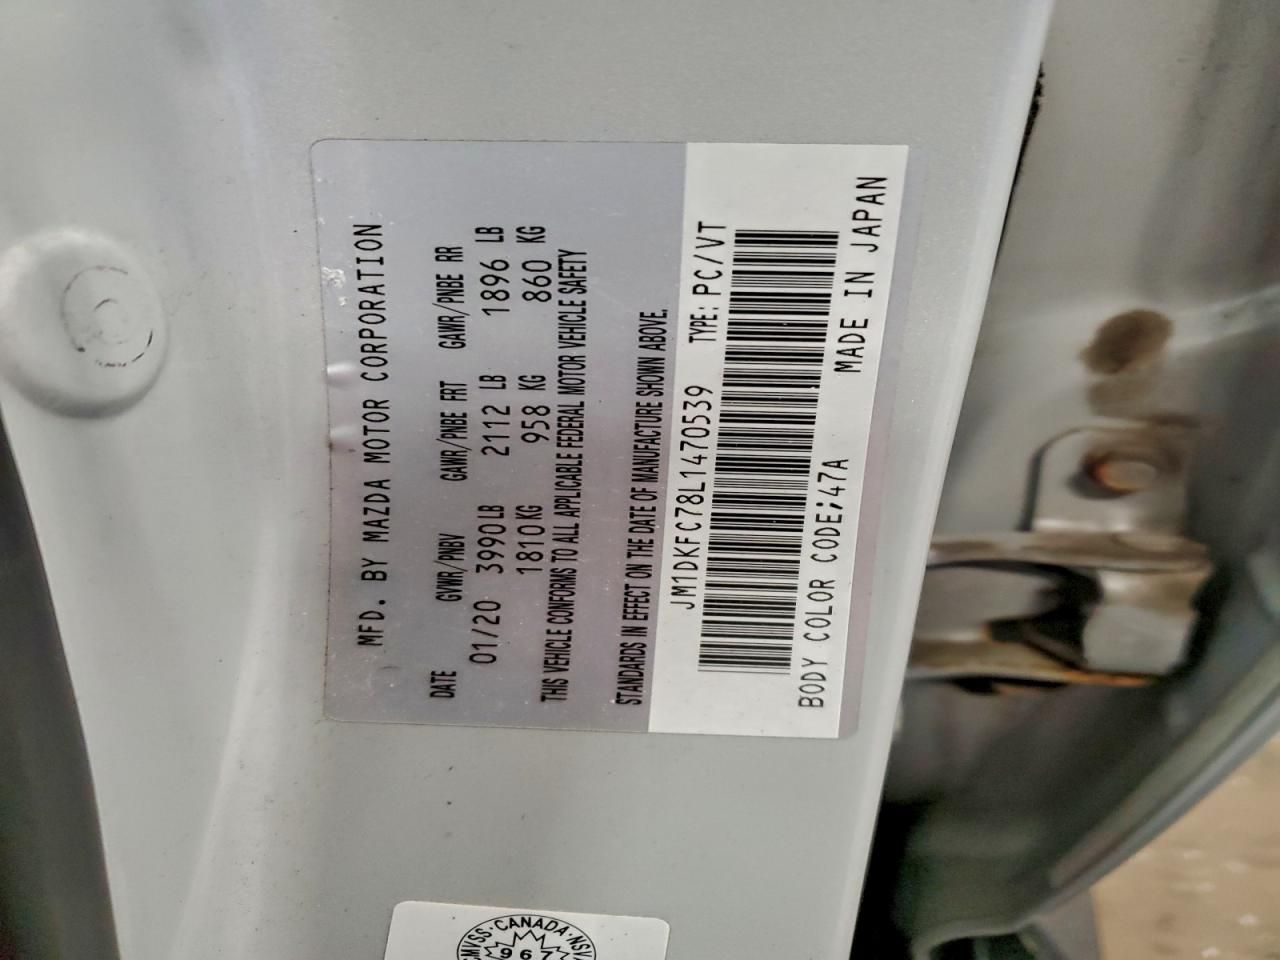 MFD. BY MAZDA MOTOR CORPORATION
DATE GVWR/PNBV GAWR/PNBE FRT GAWR/PNBE RR
01/20 3990LB 2112 LB 1896 LB
1810KG 958 KG 860 KG
THIS VEHICLE CONFORMS TO ALL APPLICABLE FEDERAL MOTOR VEHICLE SAFETY
STANDARDS IN EFFECT ON THE DATE OF MANUFACTURE SHOWN ABOVE.
JM1DKFC78L1470539 TYPE: PC/VT
BODY COLOR CODE;47A MADE IN JAPAN
CMVSS·CANADA·NSV
967